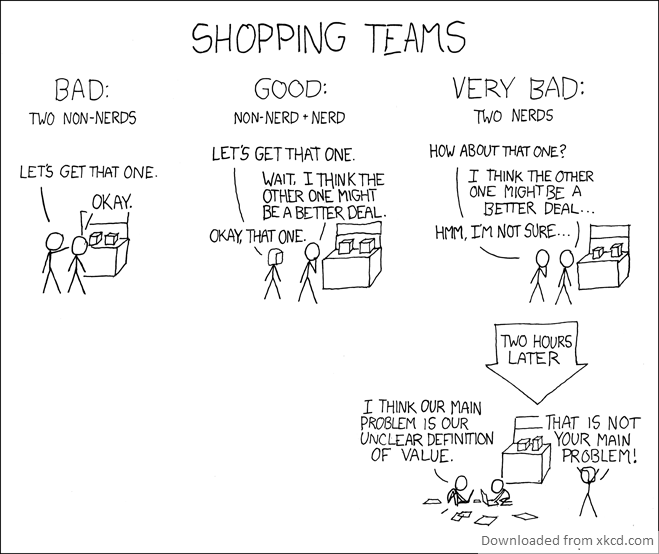 SHOPPING TEAMS
BAD:
TWO NON-NERDS
LET'S GET THAT ONE.
OKAY.
GOOD:
NON-NERD + NERD
LET'S GET THAT ONE.
WAIT, I THINK THE
OTHER ONE MIGHT
BE A BETTER DEAL.
OKAY, THAT ONE.
VERY BAD:
TWO NERDS
HOW ABOUT THAT ONE?
I THINK THE OTHER
ONE MIGHT BE A
BETTER DEAL...
HMM, I'M NOT SURE...
TWO HOURS
LATER
I THINK OUR MAIN
PROBLEM IS OUR
UNCLEAR DEFINITION
OF VALUE.
THAT IS NOT
YOUR MAIN
PROBLEM!
Downloaded from xkcd.com